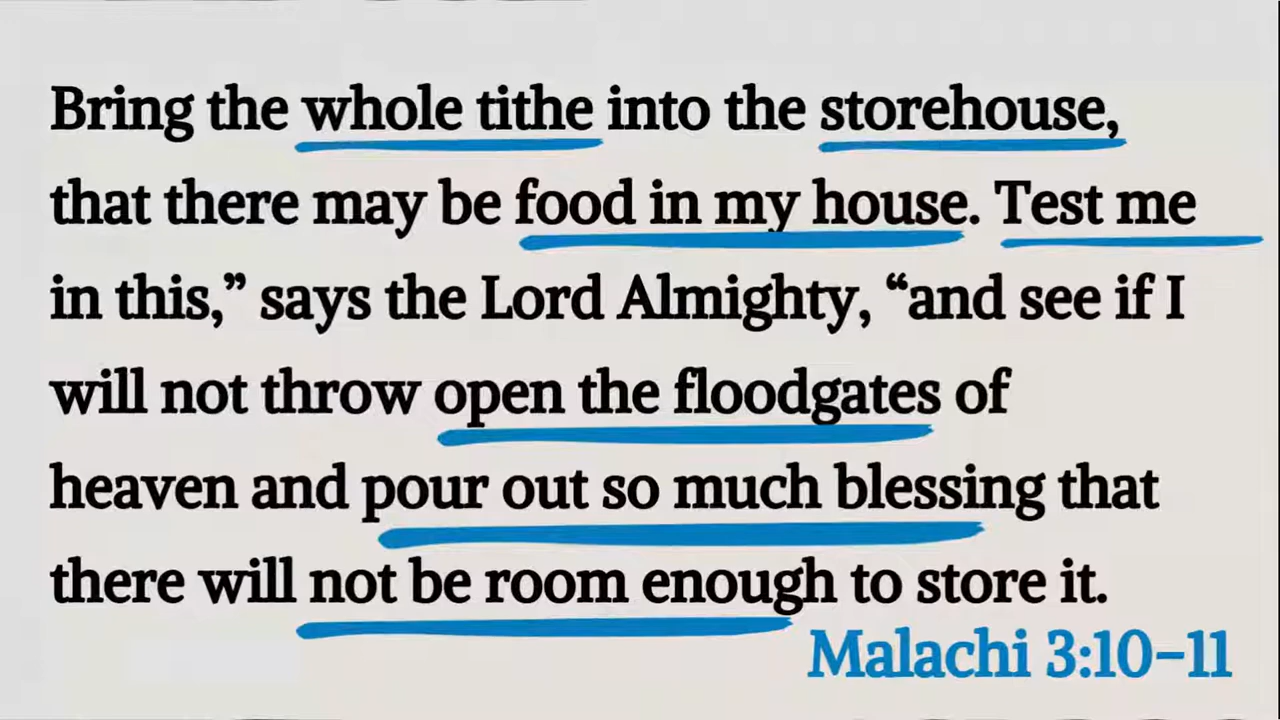 Bring the whole tithe into the storehouse,
that there may be food in my house. Test me
in this,” says the Lord Almighty, “and see if I
will not throw open the floodgates of
heaven and pour out so much blessing that
there will not be room enough to store it.
Malachi 3:10–11